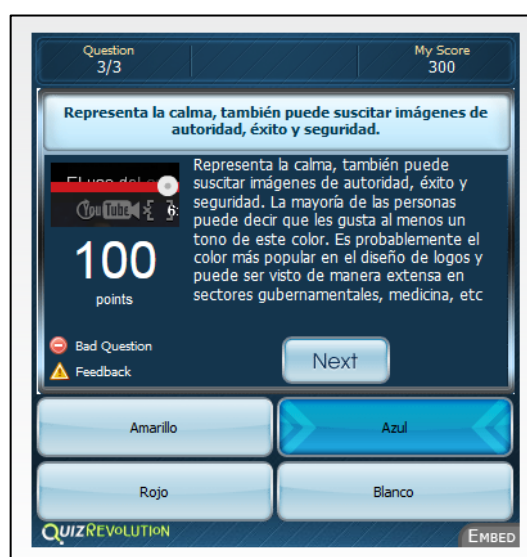 Question
3/3
My Score
300
Representa la calma, también puede suscitar imágenes de
autoridad, éxito y seguridad.
El uso del
YouTube
6:
100
points
Representa la calma, también puede
suscitar imágenes de autoridad, éxito y
seguridad. La mayoría de las personas
puede decir que les gusta al menos un
tono de este color. Es probablemente el
color más popular en el diseño de logos y
puede ser visto de manera extensa en
sectores gubernamentales, medicina, etc
Bad Question
Feedback
Next
Amarillo
Azul
Rojo
Blanco
QUIZREVOLUTION
EMBED